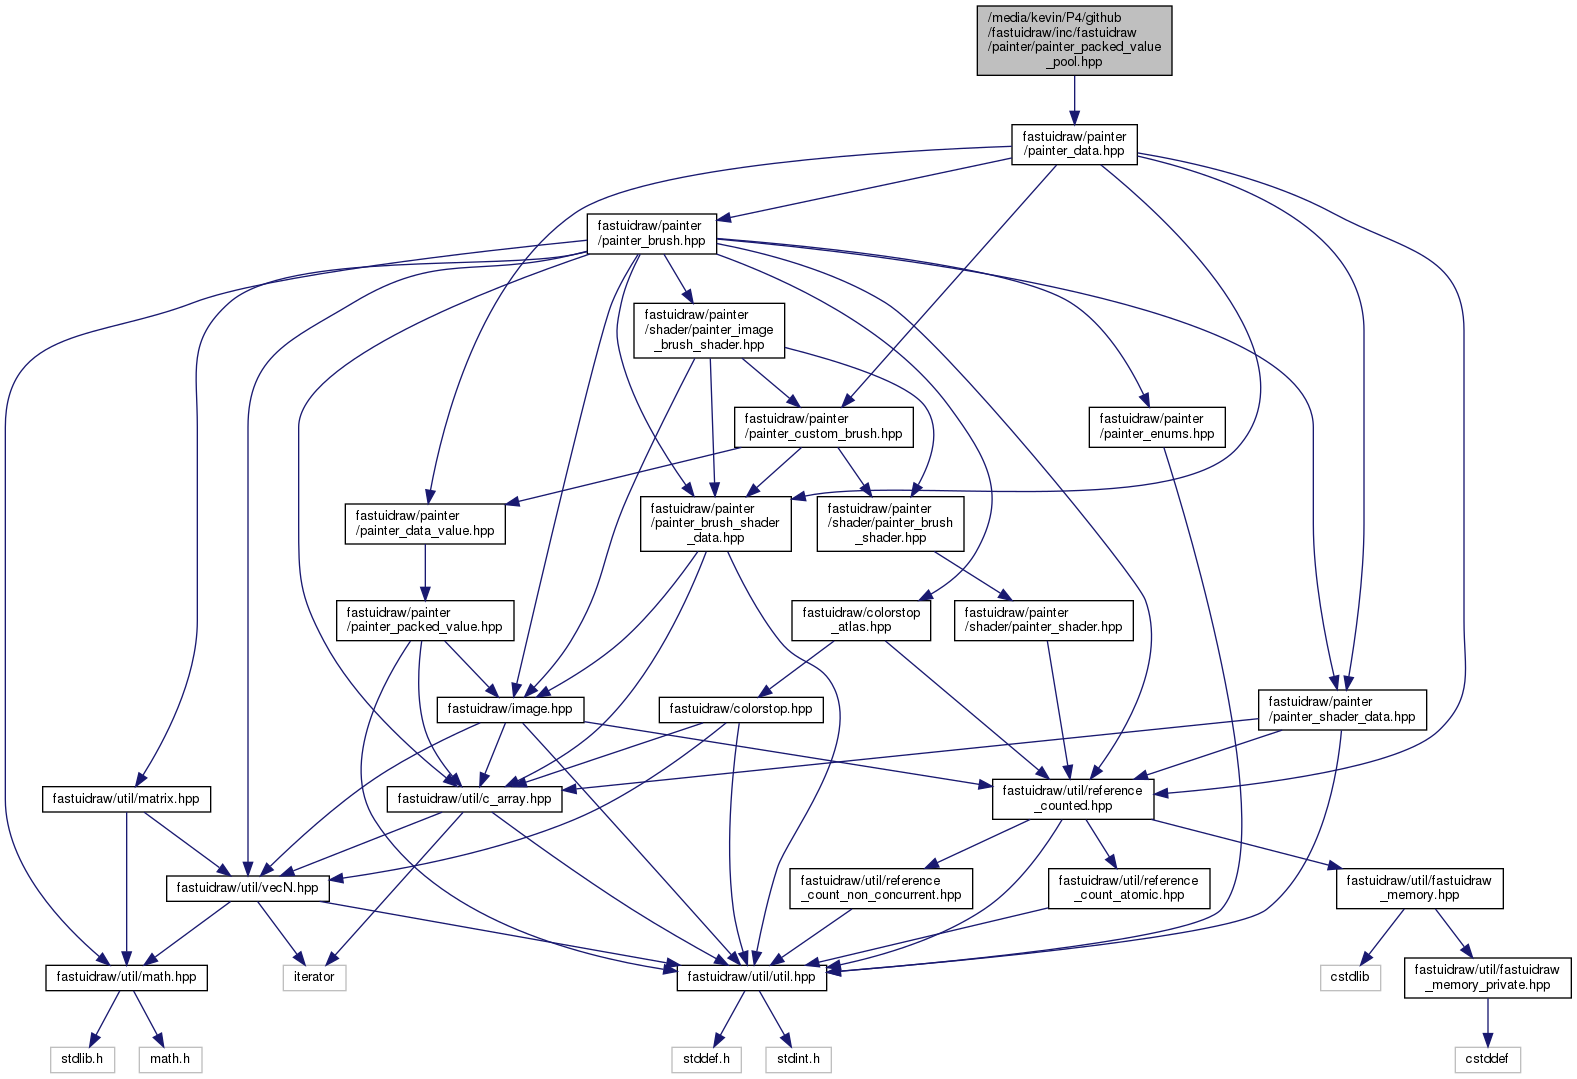 /media/kevin/P4/github
/fastuidraw/inc/fastuidraw
/painter/painter_packed_value
_pool.hpp
fastuidraw/painter
/painter_data.hpp
fastuidraw/painter
/painter_brush.hpp
fastuidraw/painter
/shader/painter_image
_brush_shader.hpp
fastuidraw/painter
/painter_custom_brush.hpp
fastuidraw/painter
/painter_enums.hpp
fastuidraw/painter
/painter_data_value.hpp
fastuidraw/painter
/painter_brush_shader
_data.hpp
fastuidraw/painter
/shader/painter_brush
_shader.hpp
fastuidraw/painter
/painter_packed_value.hpp
fastuidraw/colorstop
_atlas.hpp
fastuidraw/painter
/shader/painter_shader.hpp
fastuidraw/image.hpp
fastuidraw/colorstop.hpp
fastuidraw/painter
/painter_shader_data.hpp
fastuidraw/util/matrix.hpp
fastuidraw/util/c_array.hpp
fastuidraw/util/reference
_counted.hpp
fastuidraw/util/vecN.hpp
fastuidraw/util/reference
_count_non_concurrent.hpp
fastuidraw/util/reference
_count_atomic.hpp
fastuidraw/util/fastuidraw
_memory.hpp
fastuidraw/util/math.hpp
iterator
fastuidraw/util/util.hpp
cstdlib
fastuidraw/util/fastuidraw
_memory_private.hpp
stdlib.h
math.h
stddef.h
stdint.h
cstddef